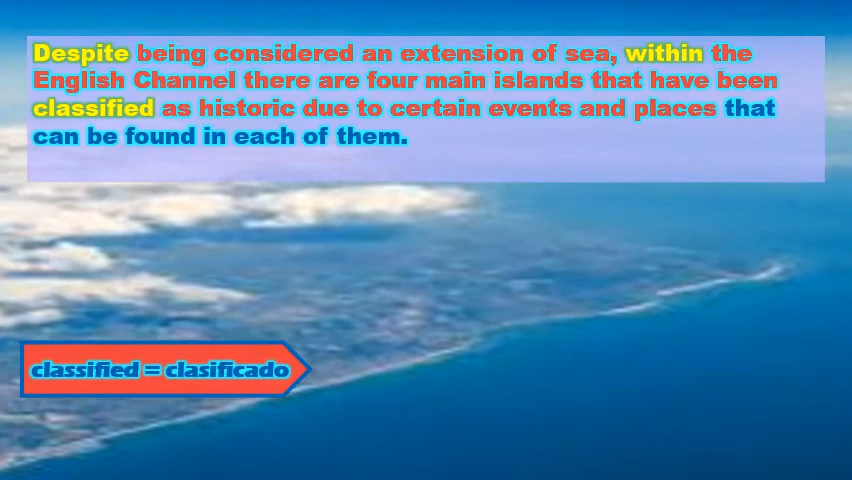 Despite being considered an extension of sea, within the
English Channel there are four main islands that have been
classified as historic due to certain events and places that
can be found in each of them.
classified = clasificado